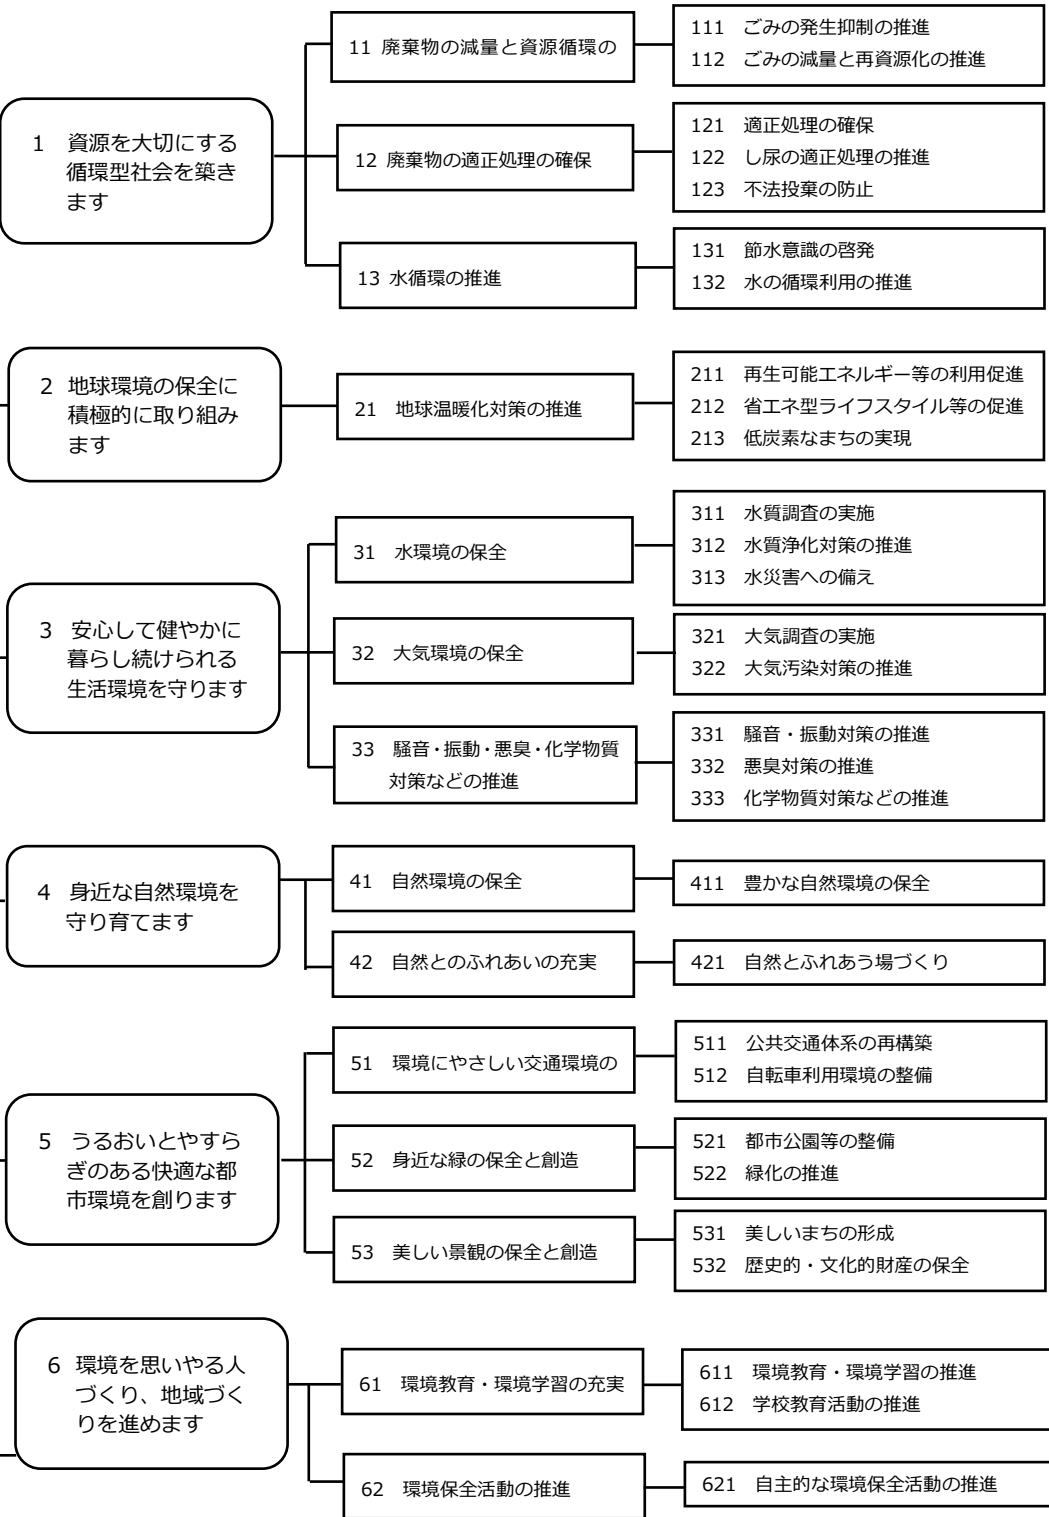 1 資源を大切にする
循環型社会を築き
ます
11 廃棄物の減量と資源循環の
111 ごみの発生抑制の推進
112 ごみの減量と再資源化の推進
12 廃棄物の適正処理の確保
121 適正処理の確保
122 し尿の適正処理の推進
123 不法投棄の防止
13 水循環の推進
131 節水意識の啓発
132 水の循環利用の推進
2 地球環境の保全に
積極的に取り組み
ます
21 地球温暖化対策の推進
211 再生可能エネルギー等の利用促進
212 省エネ型ライフスタイル等の促進
213 低炭素なまちの実現
3 安心して健やかに
暮らし続けられる
生活環境を守ります
31 水環境の保全
311 水質調査の実施
312 水質浄化対策の推進
313 水災害への備え
32 大気環境の保全
321 大気調査の実施
322 大気汚染対策の推進
33 騒音・振動・悪臭・化学物質
対策などの推進
331 騒音・振動対策の推進
332 悪臭対策の推進
333 化学物質対策などの推進
4 身近な自然環境を
守り育てます
41 自然環境の保全
411 豊かな自然環境の保全
42 自然とのふれあいの充実
421 自然とふれあう場づくり
5 うるおいとやすら
ぎのある快適な都
市環境を創ります
51 環境にやさしい交通環境の
511 公共交通体系の再構築
512 自転車利用環境の整備
52 身近な緑の保全と創造
521 都市公園等の整備
522 緑化の推進
53 美しい景観の保全と創造
531 美しいまちの形成
532 歴史的・文化的財産の保全
6 環境を思いやる人
づくり、地域づく
りを進めます
61 環境教育・環境学習の充実
611 環境教育・環境学習の推進
612 学校教育活動の推進
62 環境保全活動の推進
621 自主的な環境保全活動の推進